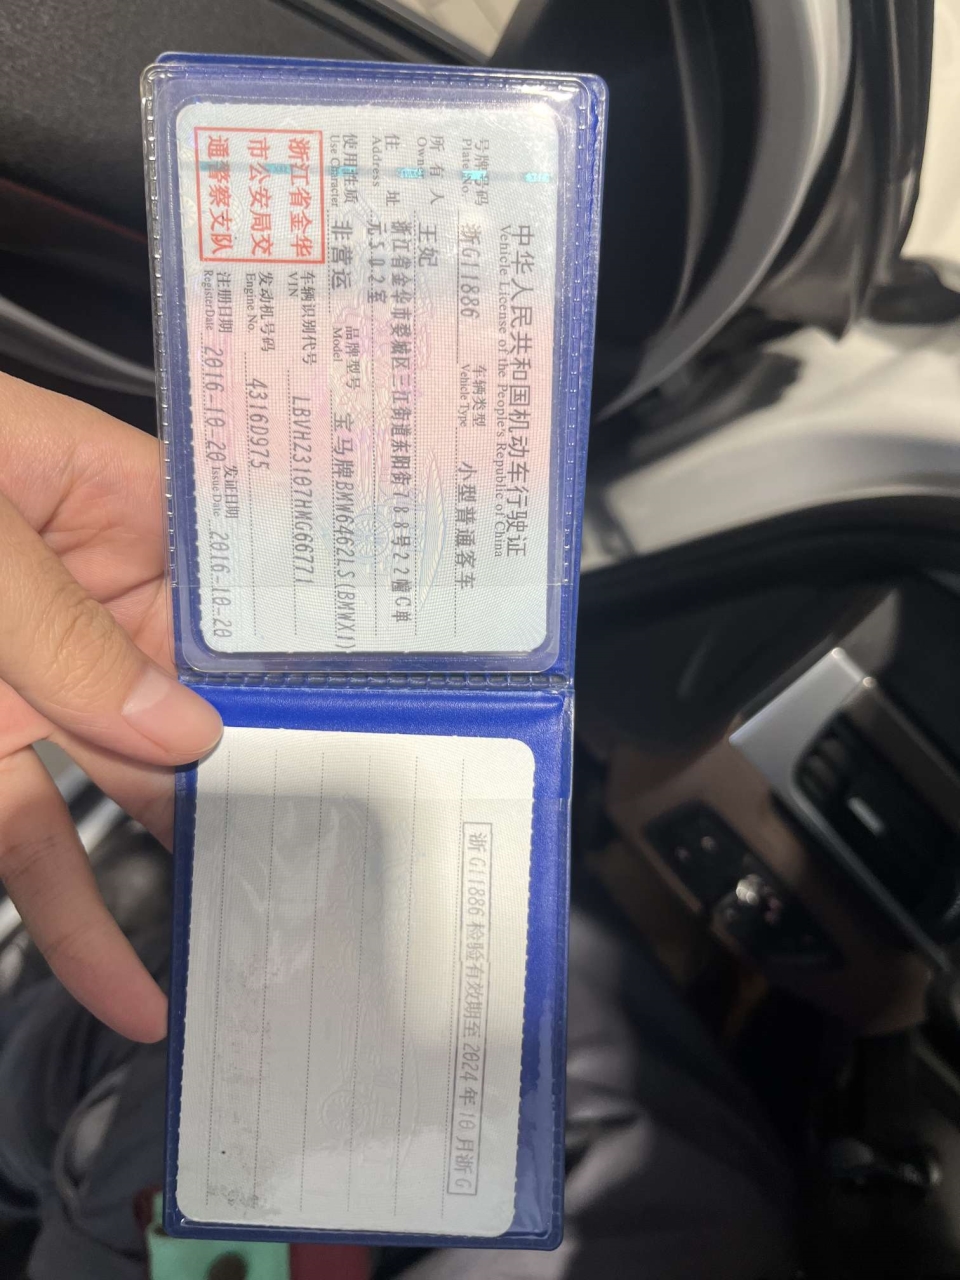 中华人民共和国机动车行驶证
Vehicle License of the People's Republic of China
号牌号码 浙G11886 车辆类型 小型普通客车
Plate No. Vehicle Type
所有人 王妃
Owner
住址 浙江省金华市婺城区三江街道东阳街788号22幢C单
Address 元502室
使用性质 非营运 品牌型号 宝马牌BMW6462LS(BMWX1)
Use Character Model
浙江省金华
市公安局交
通警察支队
车辆识别代号 LBVHZ3107HMG66771
VIN
发动机号码 4316D975
Engine No.
注册日期 2016-10-20 发证日期 2016-10-20
Register Date Issue Date
浙G11886检验有效期至2024年10月浙G